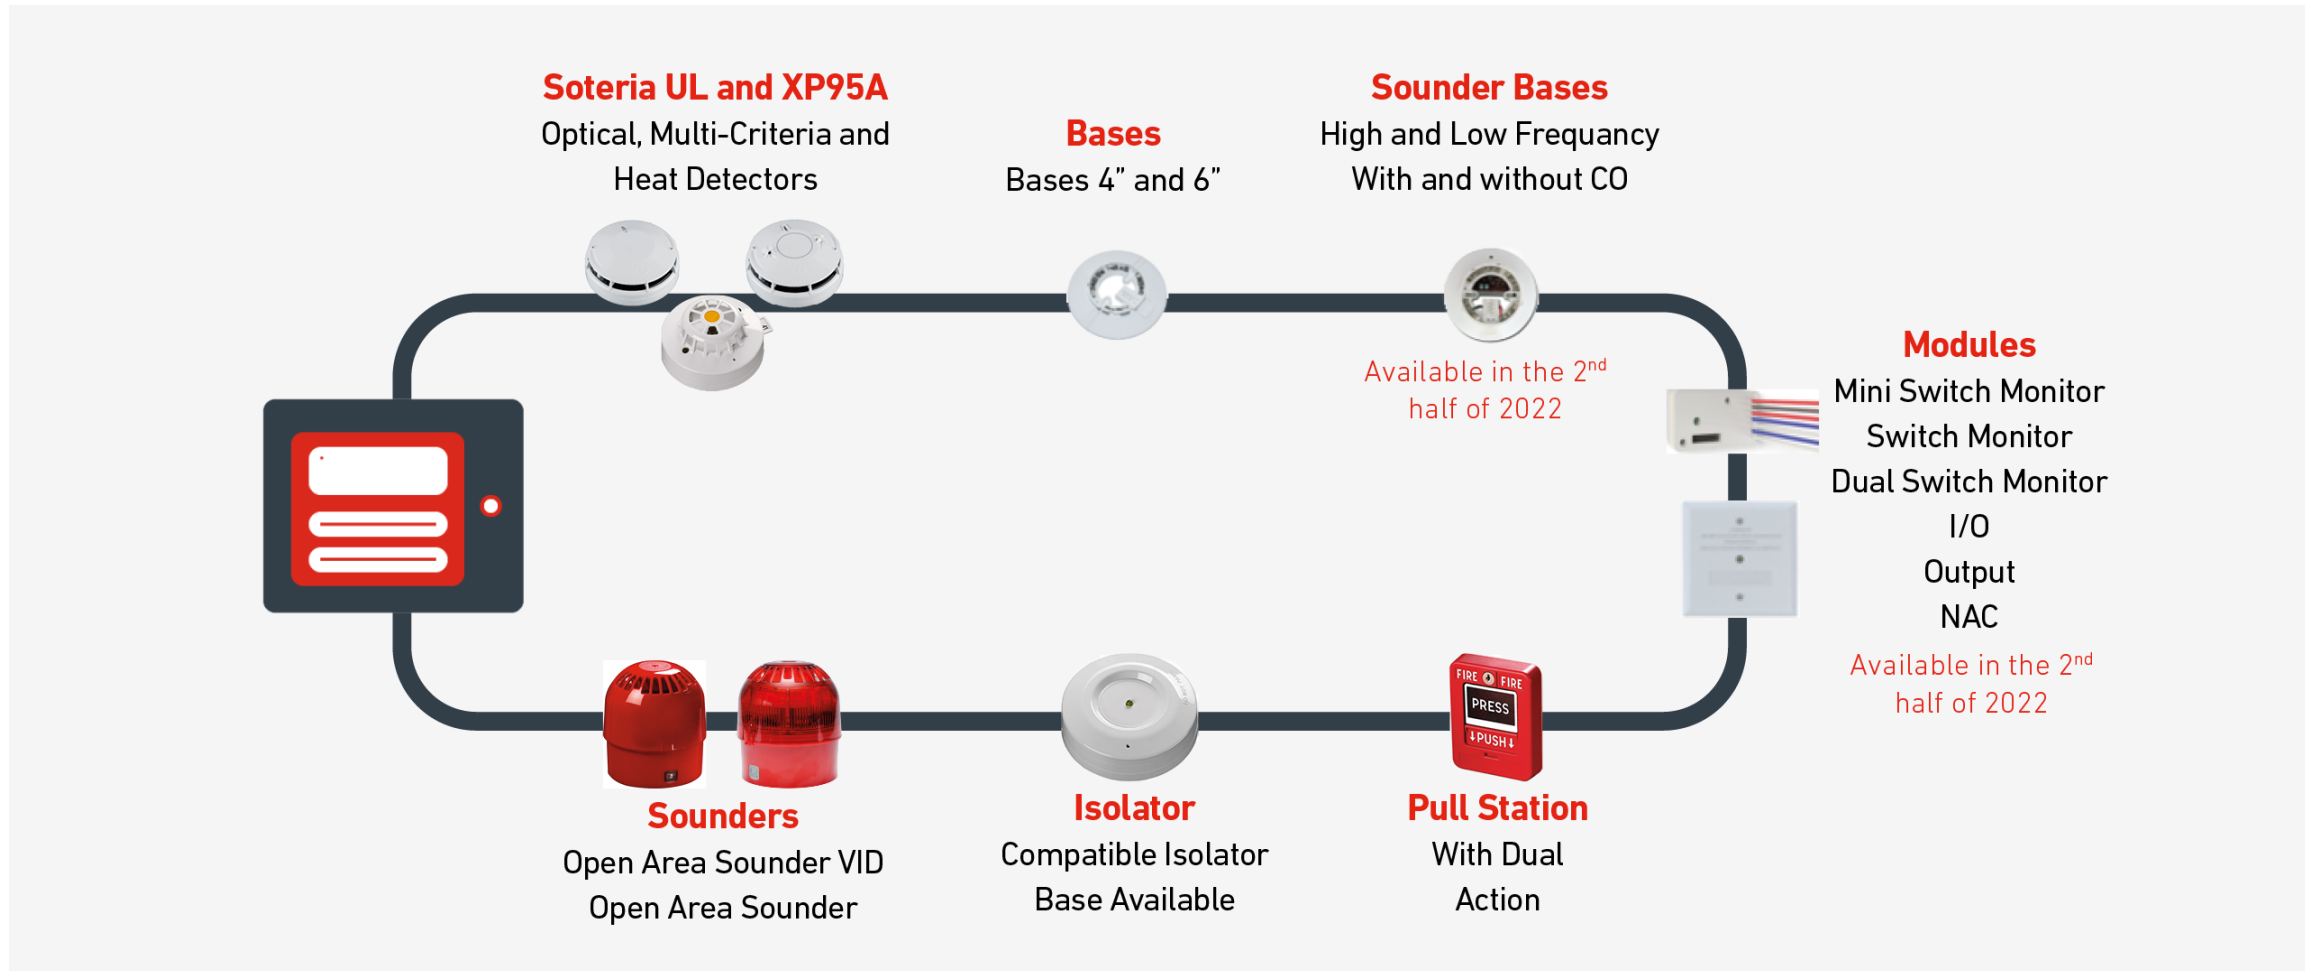 Soteria UL and XP95A
Optical, Multi-Criteria and
Heat Detectors
Bases
Bases 4” and 6”
Sounder Bases
High and Low Frequancy
With and without CO
Available in the 2nd
half of 2022
Modules
Mini Switch Monitor
Switch Monitor
Dual Switch Monitor
I/O
Output
NAC
Available in the 2nd
half of 2022
FIRE FIRE
PRESS
↓PUSH↓
Sounders
Open Area Sounder VID
Open Area Sounder
Isolator
Compatible Isolator
Base Available
Pull Station
With Dual
Action